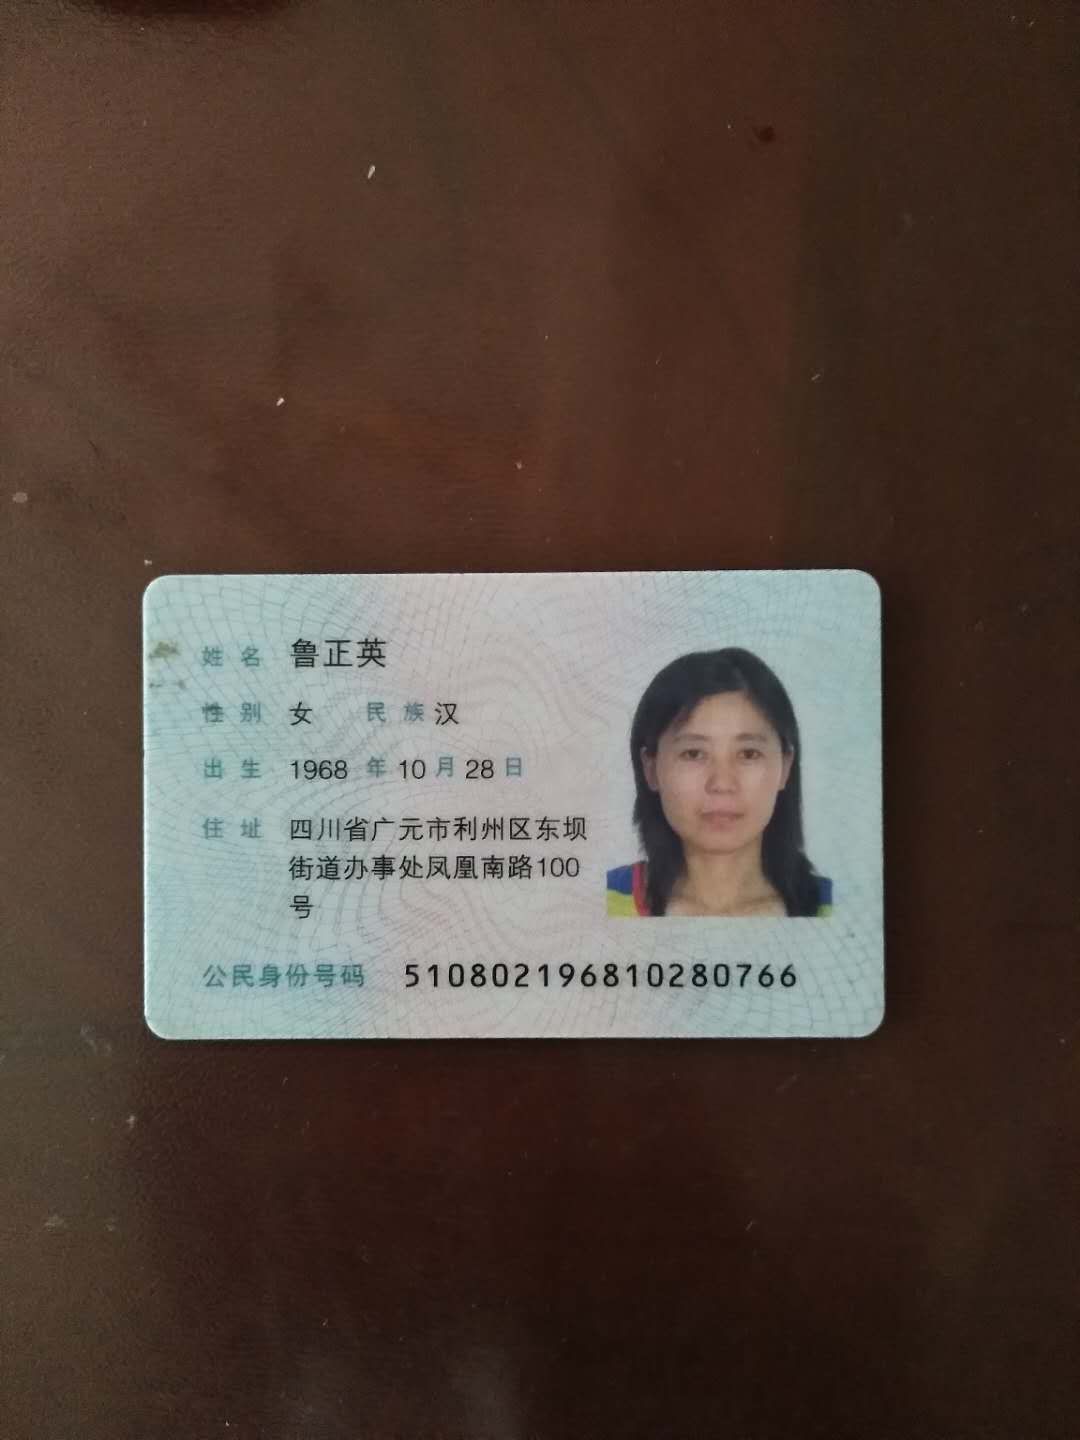 姓名 鲁正英
性别 女 民族 汉
出生 1968 年 10 月 28 日
住址 四川省广元市利州区东坝
街道办事处凤凰南路100
号
公民身份号码 510802196810280766